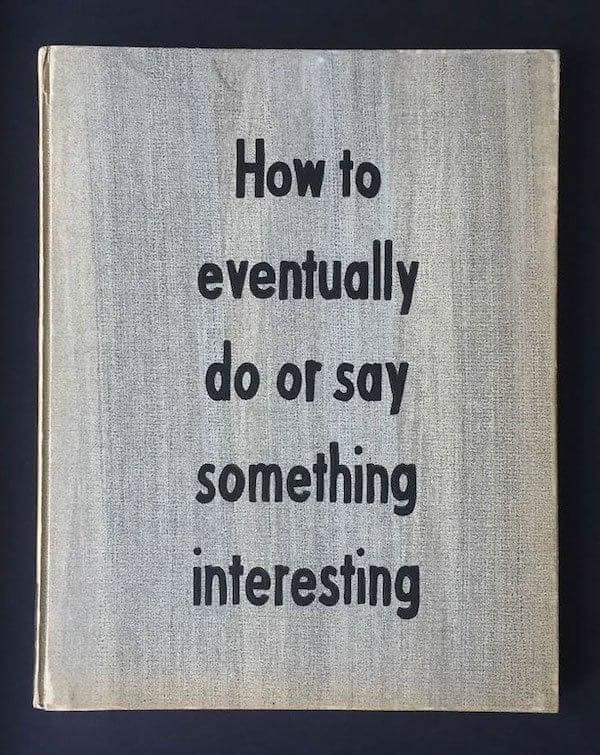 How to
eventually
do or say
something
interesting